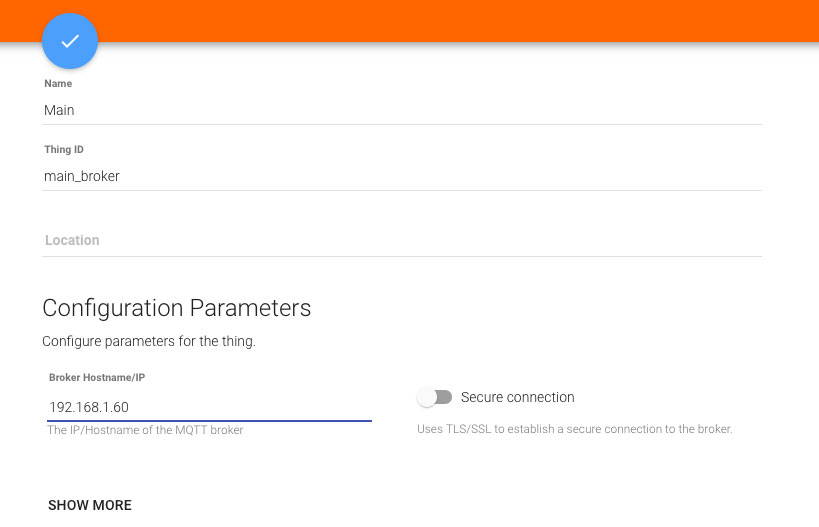 Name
Main
Thing ID
main_broker
Location
Configuration Parameters
Configure parameters for the thing.
Broker Hostname/IP
192.168.1.60
The IP/Hostname of the MQTT broker
Secure connection
Uses TLS/SSL to establish a secure connection to the broker.
SHOW MORE